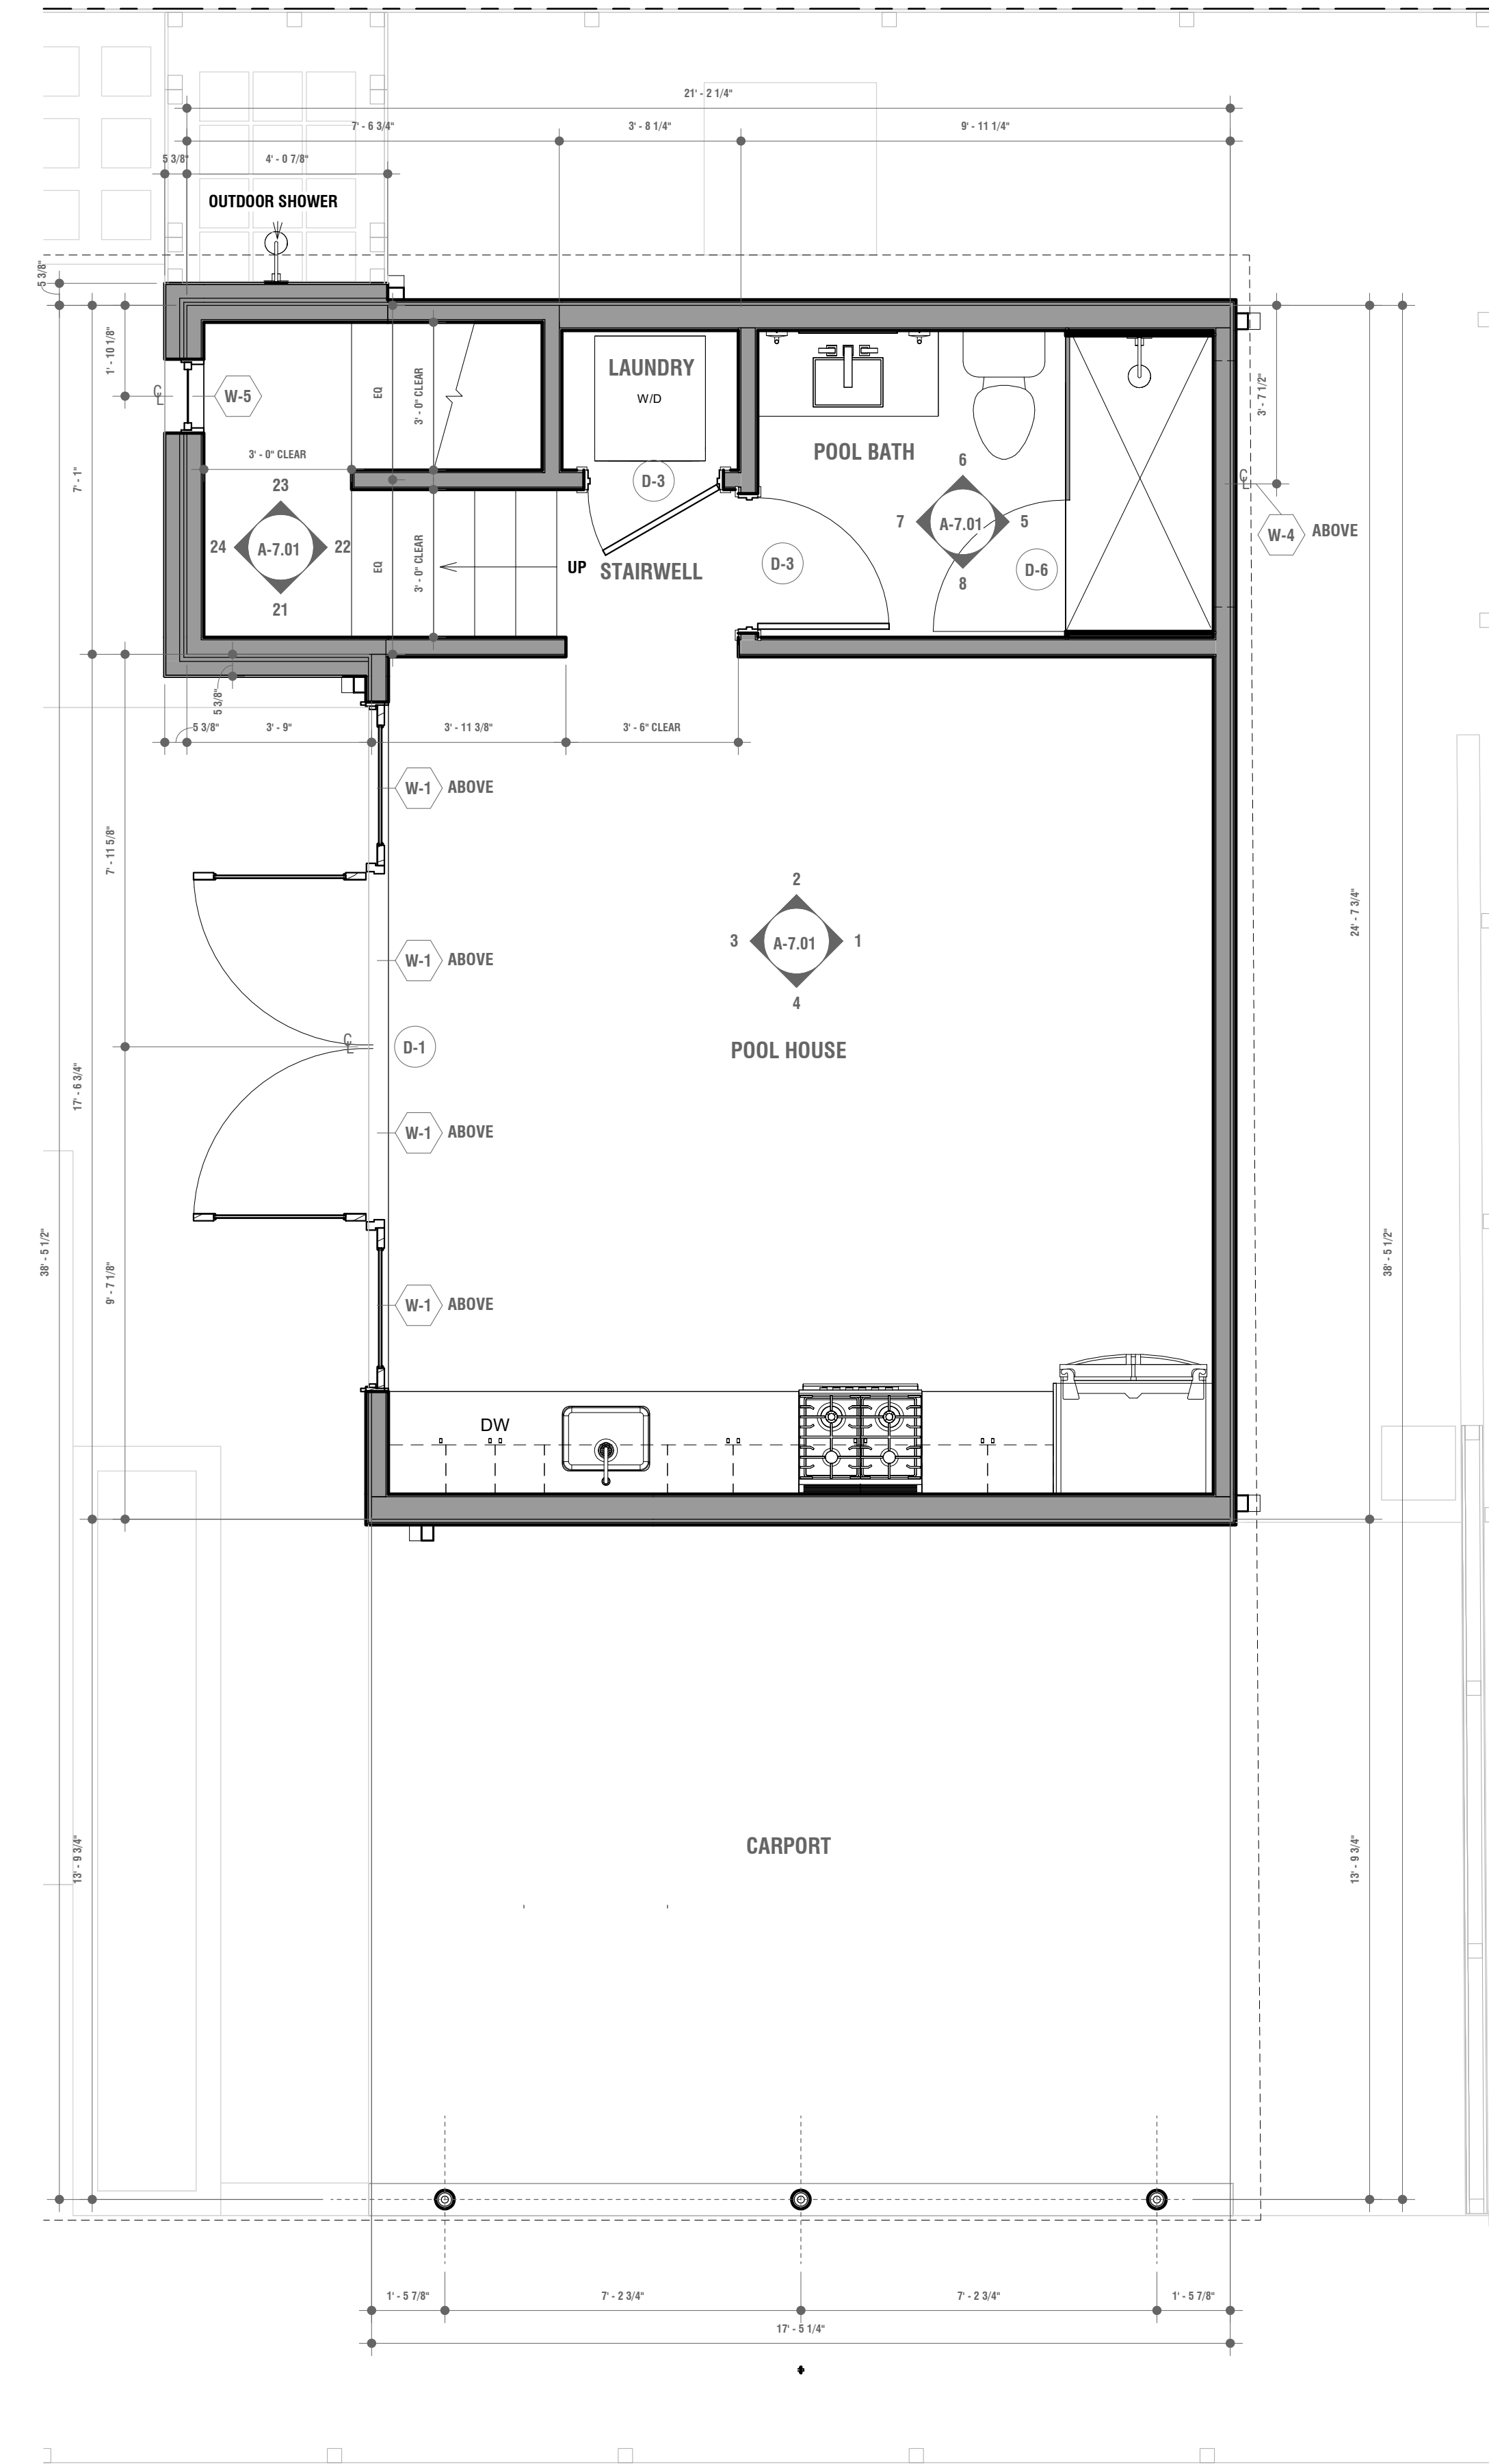 21' - 2 1/4"
7' - 6 3/4"
3' - 8 1/4"
9' - 11 1/4"
5 3/8"
4' - 0 7/8"
OUTDOOR SHOWER
5 3/8"
1' - 10 1/8"
7' - 1"
C L
W-5
EQ
3' - 0" CLEAR
3' - 0" CLEAR
LAUNDRY
W/D
D-3
POOL BATH
3' - 7 1/2"
C L
W-4
ABOVE
23
24
A-7.01
22
21
EQ
3' - 0" CLEAR
UP
STAIRWELL
D-3
6
7
A-7.01
5
8
D-6
5 3/8"
5 3/8"
3' - 9"
3' - 11 3/8"
3' - 6" CLEAR
W-1
ABOVE
7' - 11 5/8"
2
3
A-7.01
1
4
24' - 7 3/4"
W-1
ABOVE
C L
D-1
POOL HOUSE
17' - 6 3/4"
W-1
ABOVE
38' - 5 1/2"
9' - 7 1/8"
38' - 5 1/2"
W-1
ABOVE
DW
CARPORT
13' - 9 3/4"
13' - 9 3/4"
1' - 5 7/8"
7' - 2 3/4"
7' - 2 3/4"
1' - 5 7/8"
17' - 5 1/4"